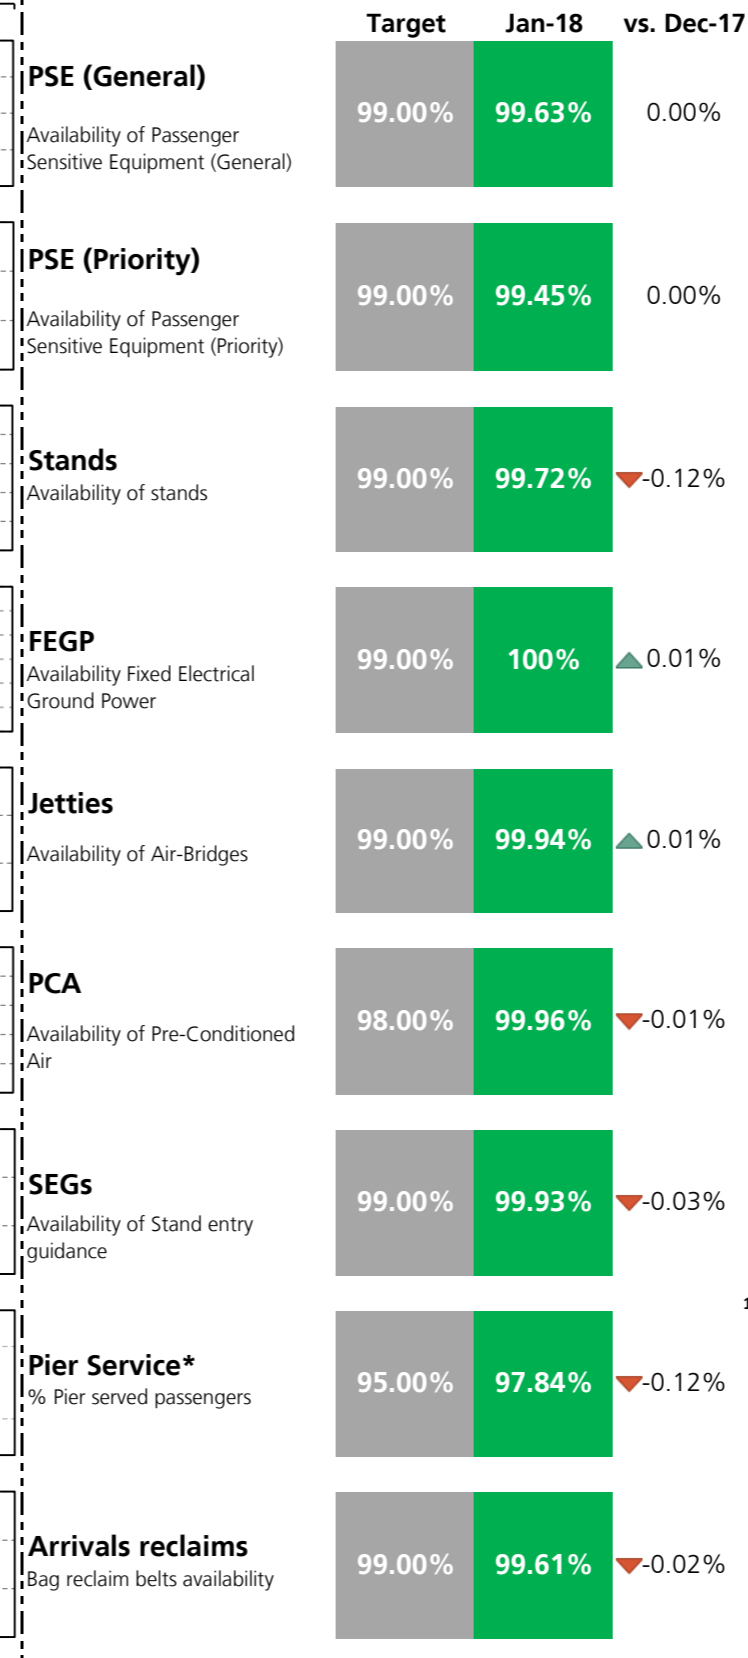 Target Jan-18 vs. Dec-17
PSE (General)
Availability of Passenger
Sensitive Equipment (General)
99.00% 99.63% 0.00%
PSE (Priority)
Availability of Passenger
Sensitive Equipment (Priority)
99.00% 99.45% 0.00%
Stands
Availability of stands
99.00% 99.72% -0.12%
FEGP
Availability Fixed Electrical
Ground Power
99.00% 100% 0.01%
Jetties
Availability of Air-Bridges
99.00% 99.94% 0.01%
PCA
Availability of Pre-Conditioned
Air
98.00% 99.96% -0.01%
SEGs
Availability of Stand entry
guidance
99.00% 99.93% -0.03%
1
Pier Service*
% Pier served passengers
95.00% 97.84% -0.12%
Arrivals reclaims
Bag reclaim belts availability
99.00% 99.61% -0.02%